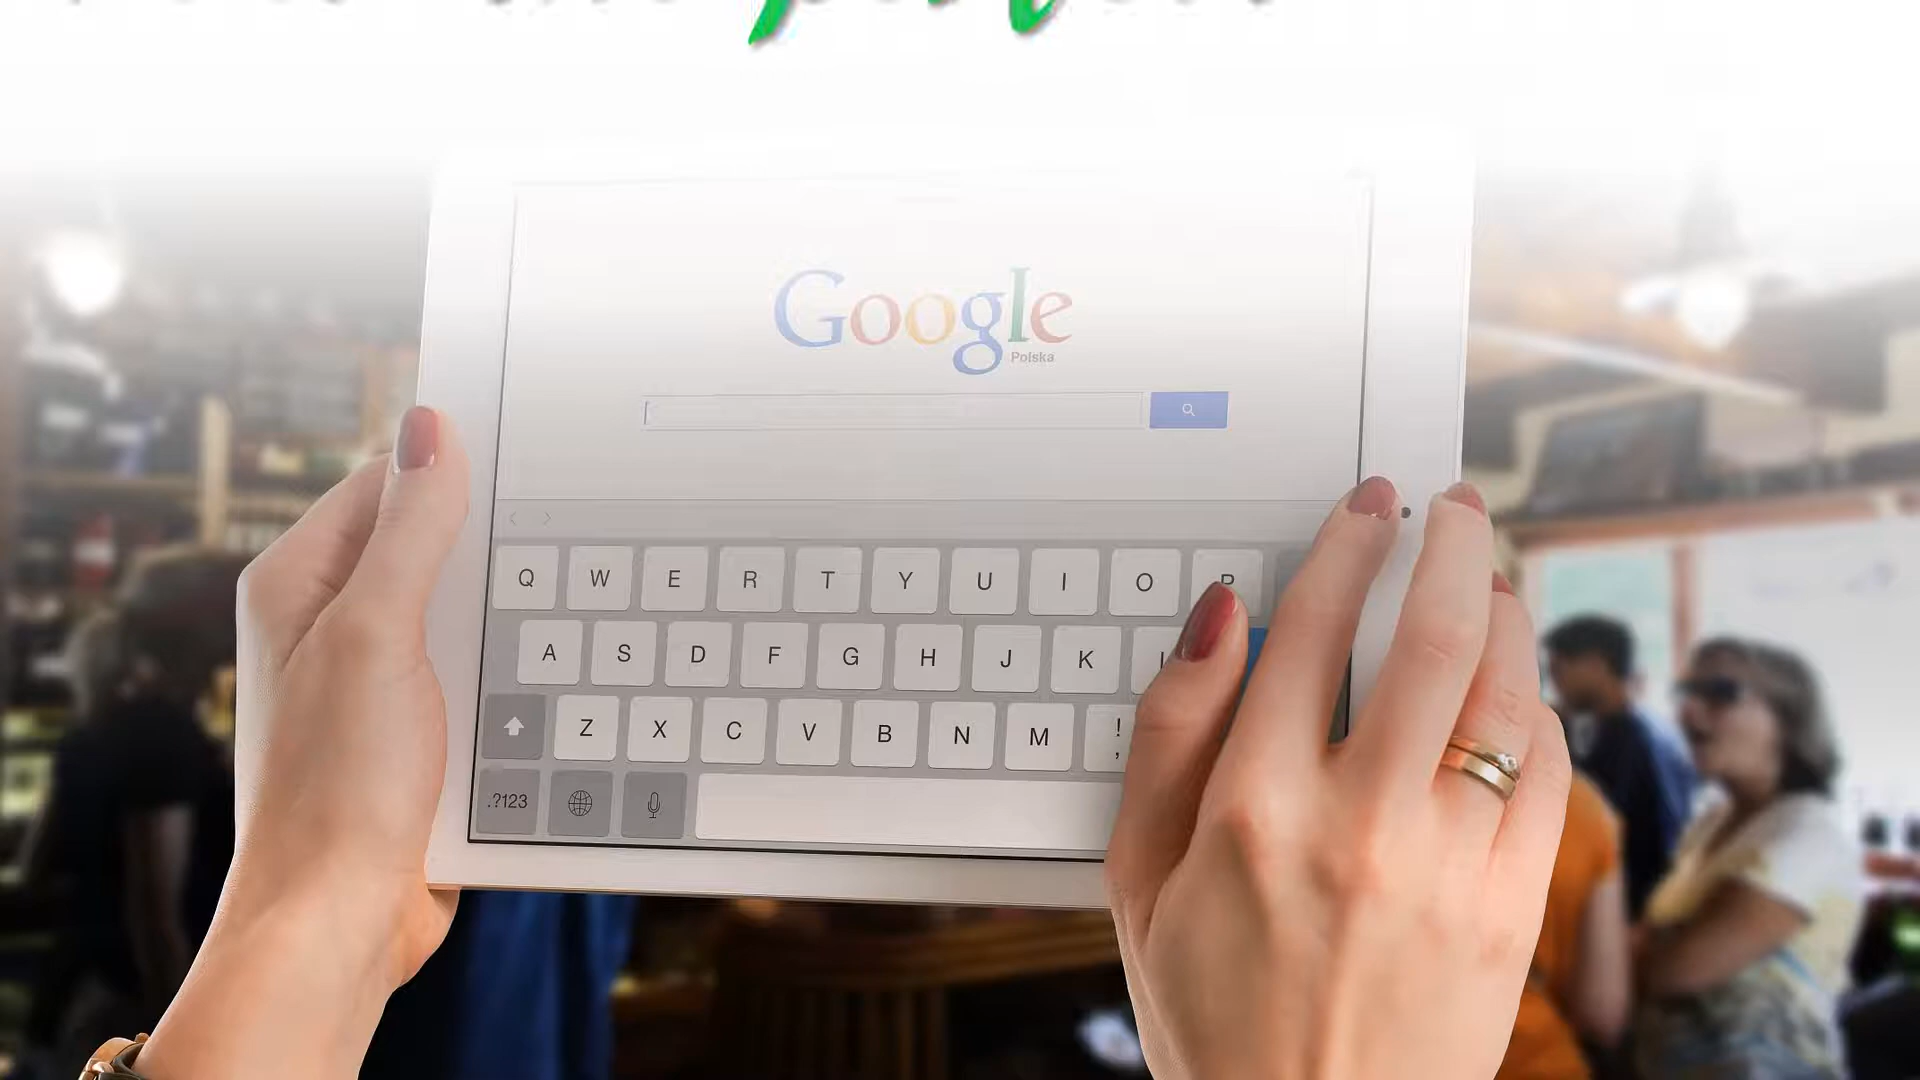 Google
Polska
Q W E R T Y U I O P
A S D F G H J K
Z X C V B N M ! ,
.?123